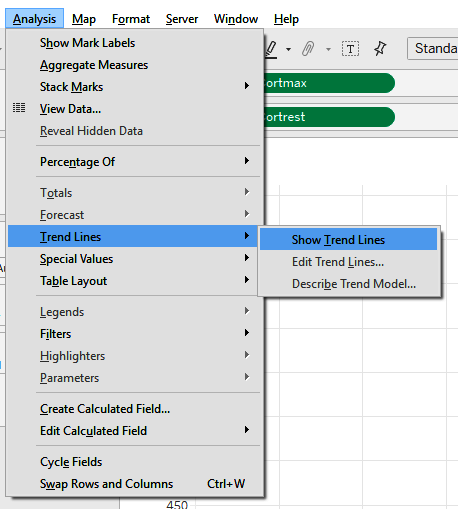 Analysis Map Format Server Window Help
Show Mark Labels
Aggregate Measures
Stack Marks
View Data...
Reveal Hidden Data
Percentage Of
Totals
Forecast
Trend Lines
Special Values
Table Layout
Legends
Filters
Highlighters
Parameters
Create Calculated Field...
Edit Calculated Field
Cycle Fields
Swap Rows and Columns Ctrl+W
Show Trend Lines
Edit Trend Lines...
Describe Trend Model...
T
Standa
ortmax
ortrest
450